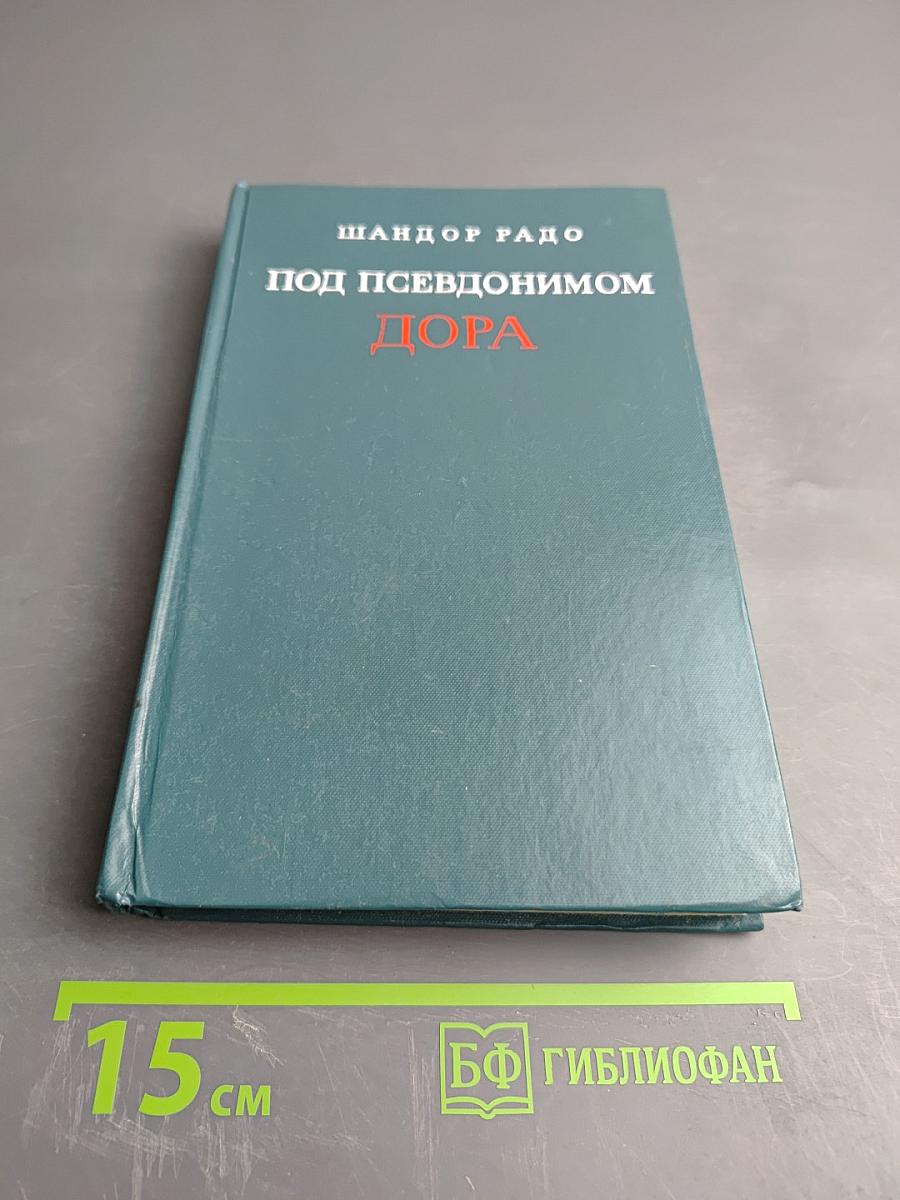 ШАНДОР РАДО
ПОД ПСЕВДОНИМОМ
ДОРА
15 см
БФ ГИБЛИОФАН